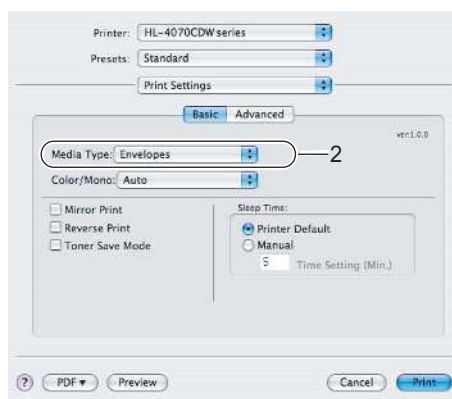 Printer: HL-4070CDW series
Presets: Standard
Print Settings
Basic Advanced
ver:1.0.0
Media Type: Envelopes 2
Color/Mono: Auto
Mirror Print
Reverse Print
Toner Save Mode
Sleep Time:
Printer Default
Manual
5 Time Setting (Min.)
? PDF▼ Preview Cancel Print